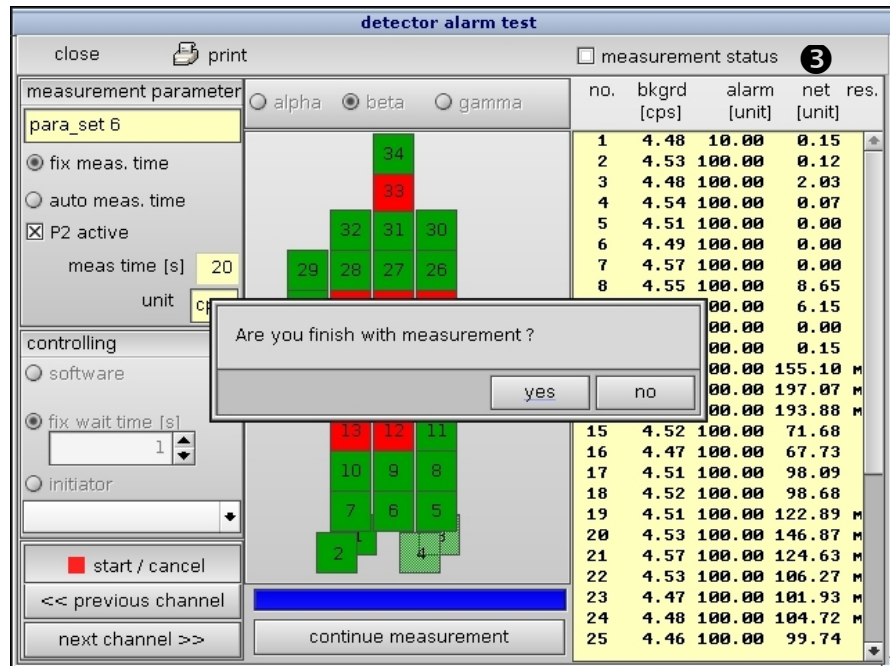 detector alarm test
close
print
measurement status
❸
measurement parameter
para_set 6
fix meas. time
auto meas. time
P2 active
meas time [s] 20
unit
controlling
software
fix wait time [s]
1
initiator
start / cancel
<< previous channel
next channel >>
alpha beta gamma
34
33
32 31 30
29 28 27 26
Are you finish with measurement ?
yes no
13 12 11
10 9 8
7 6 5
2 4 3
continue measurement
no. bkgrd alarm net res.
[cps] [unit] [unit]
1 4.48 10.00 0.15
2 4.53 100.00 0.12
3 4.48 100.00 2.03
4 4.54 100.00 0.07
5 4.51 100.00 0.00
6 4.49 100.00 0.00
7 4.57 100.00 0.00
8 4.55 100.00 8.65
00.00 6.15
00.00 0.00
00.00 0.15
00.00 155.10 M
00.00 197.07 M
00.00 193.88 M
15 4.52 100.00 71.68
16 4.47 100.00 67.73
17 4.51 100.00 98.09
18 4.52 100.00 98.68
19 4.51 100.00 122.89 M
20 4.53 100.00 146.87 M
21 4.57 100.00 124.63 M
22 4.53 100.00 106.27 M
23 4.47 100.00 101.93 M
24 4.48 100.00 104.72 M
25 4.46 100.00 99.74